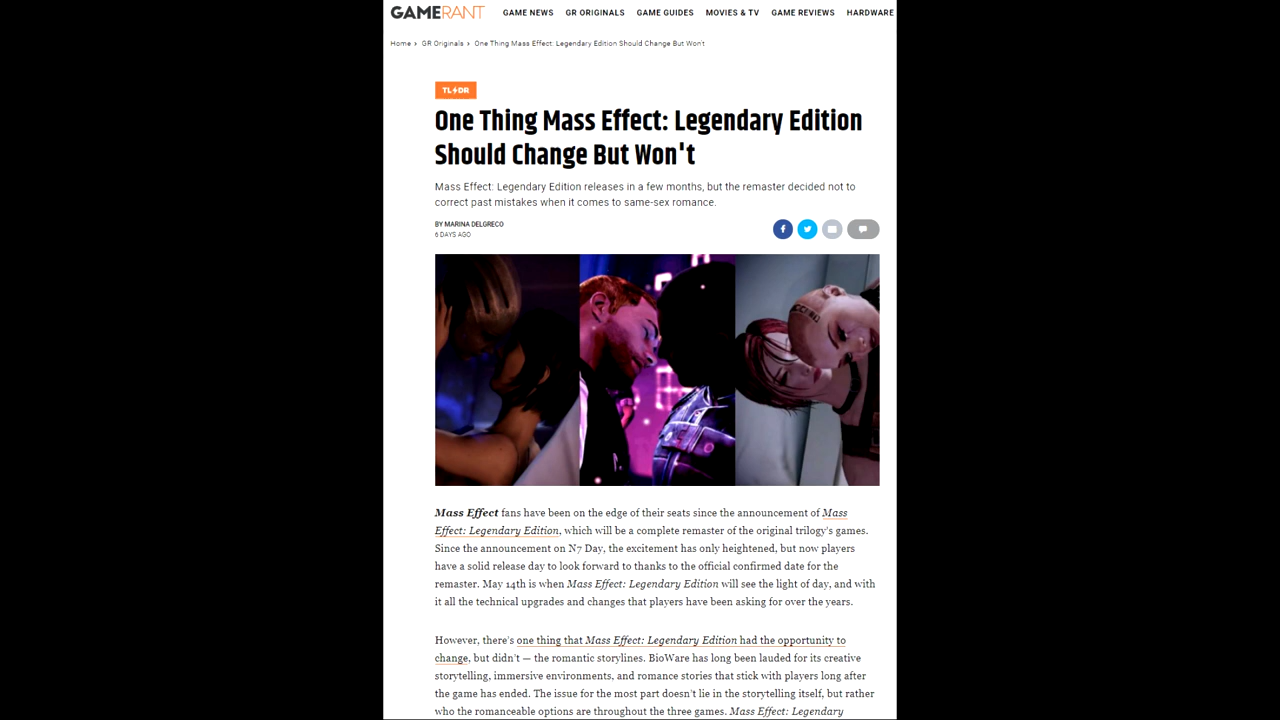 GAMERANT
GAME NEWS GR ORIGINALS GAME GUIDES MOVIES & TV GAME REVIEWS HARDWARE
Home › GR Originals › One Thing Mass Effect: Legendary Edition Should Change But Won't
TL DR
One Thing Mass Effect: Legendary Edition
Should Change But Won't
Mass Effect: Legendary Edition releases in a few months, but the remaster decided not to
correct past mistakes when it comes to same-sex romance.
BY MARINA DELGRECO
6 DAYS AGO
Mass Effect fans have been on the edge of their seats since the announcement of Mass
Effect: Legendary Edition, which will be a complete remaster of the original trilogy's games.
Since the announcement on N7 Day, the excitement has only heightened, but now players
have a solid release day to look forward to thanks to the official confirmed date for the
remaster. May 14th is when Mass Effect: Legendary Edition will see the light of day, and with
it all the technical upgrades and changes that players have been asking for over the years.
However, there's one thing that Mass Effect: Legendary Edition had the opportunity to
change, but didn't — the romantic storylines. BioWare has long been lauded for its creative
storytelling, immersive environments, and romance stories that stick with players long after
the game has ended. The issue for the most part doesn't lie in the storytelling itself, but rather
who the romanceable options are throughout the three games. Mass Effect: Legendary